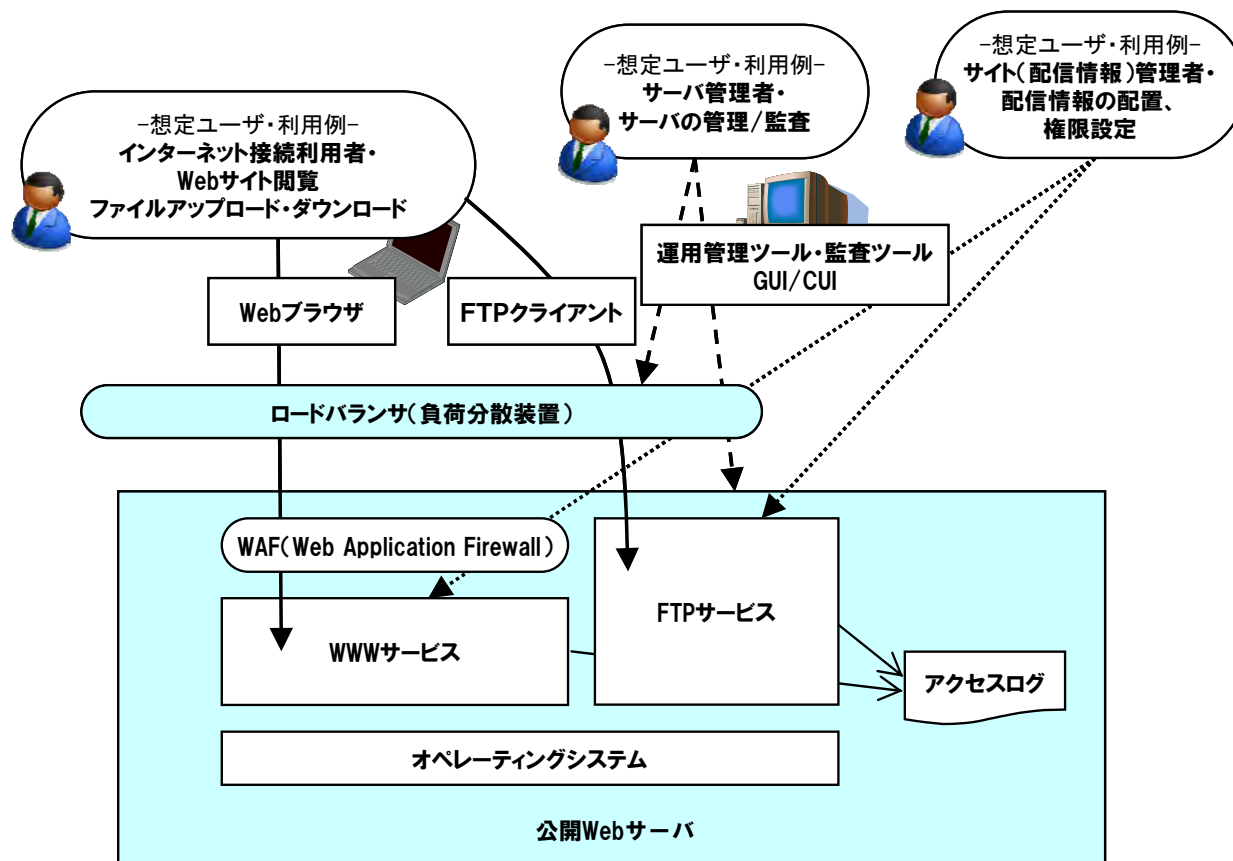 -想定ユーザ・利用例-
インターネット接続利用者・
Webサイト閲覧
ファイルアップロード・ダウンロード
-想定ユーザ・利用例-
サーバ管理者・
サーバの管理/監査
-想定ユーザ・利用例-
サイト(配信情報)管理者・
配信情報の配置、
権限設定
運用管理ツール・監査ツール
GUI/CUI
Webブラウザ
FTPクライアント
ロードバランサ(負荷分散装置)
WAF(Web Application Firewall)
WWWサービス
FTPサービス
アクセスログ
オペレーティングシステム
公開Webサーバ